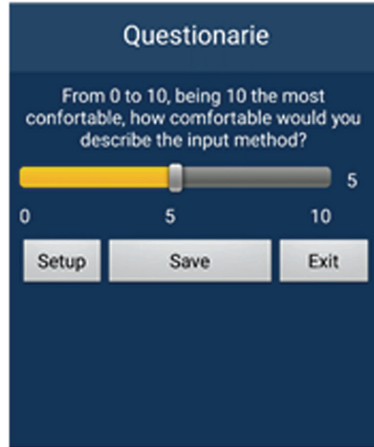 Questionarie
From 0 to 10, being 10 the most
confortable, how comfortable would you
describe the input method?
5
0 5 10
Setup Save Exit